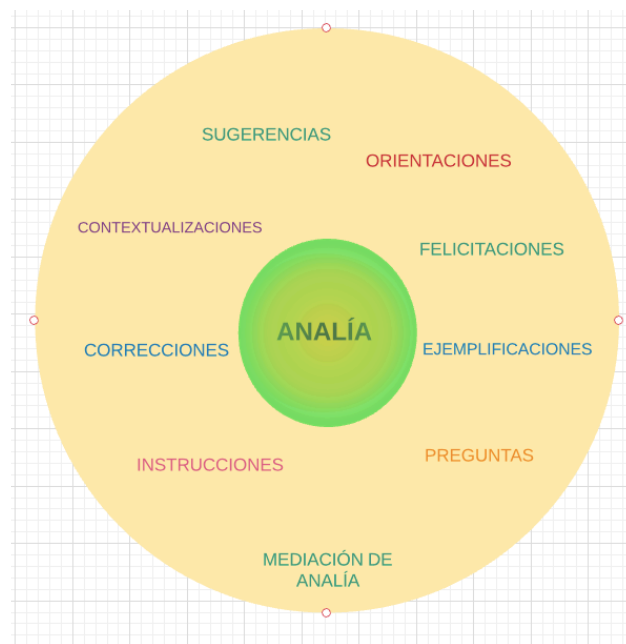 SUGERENCIAS
ORIENTACIONES
CONTEXTUALIZACIONES
FELICITACIONES
ANALÍA
CORRECCIONES
EJEMPLIFICACIONES
INSTRUCCIONES
PREGUNTAS
MEDIACIÓN DE
ANALÍA